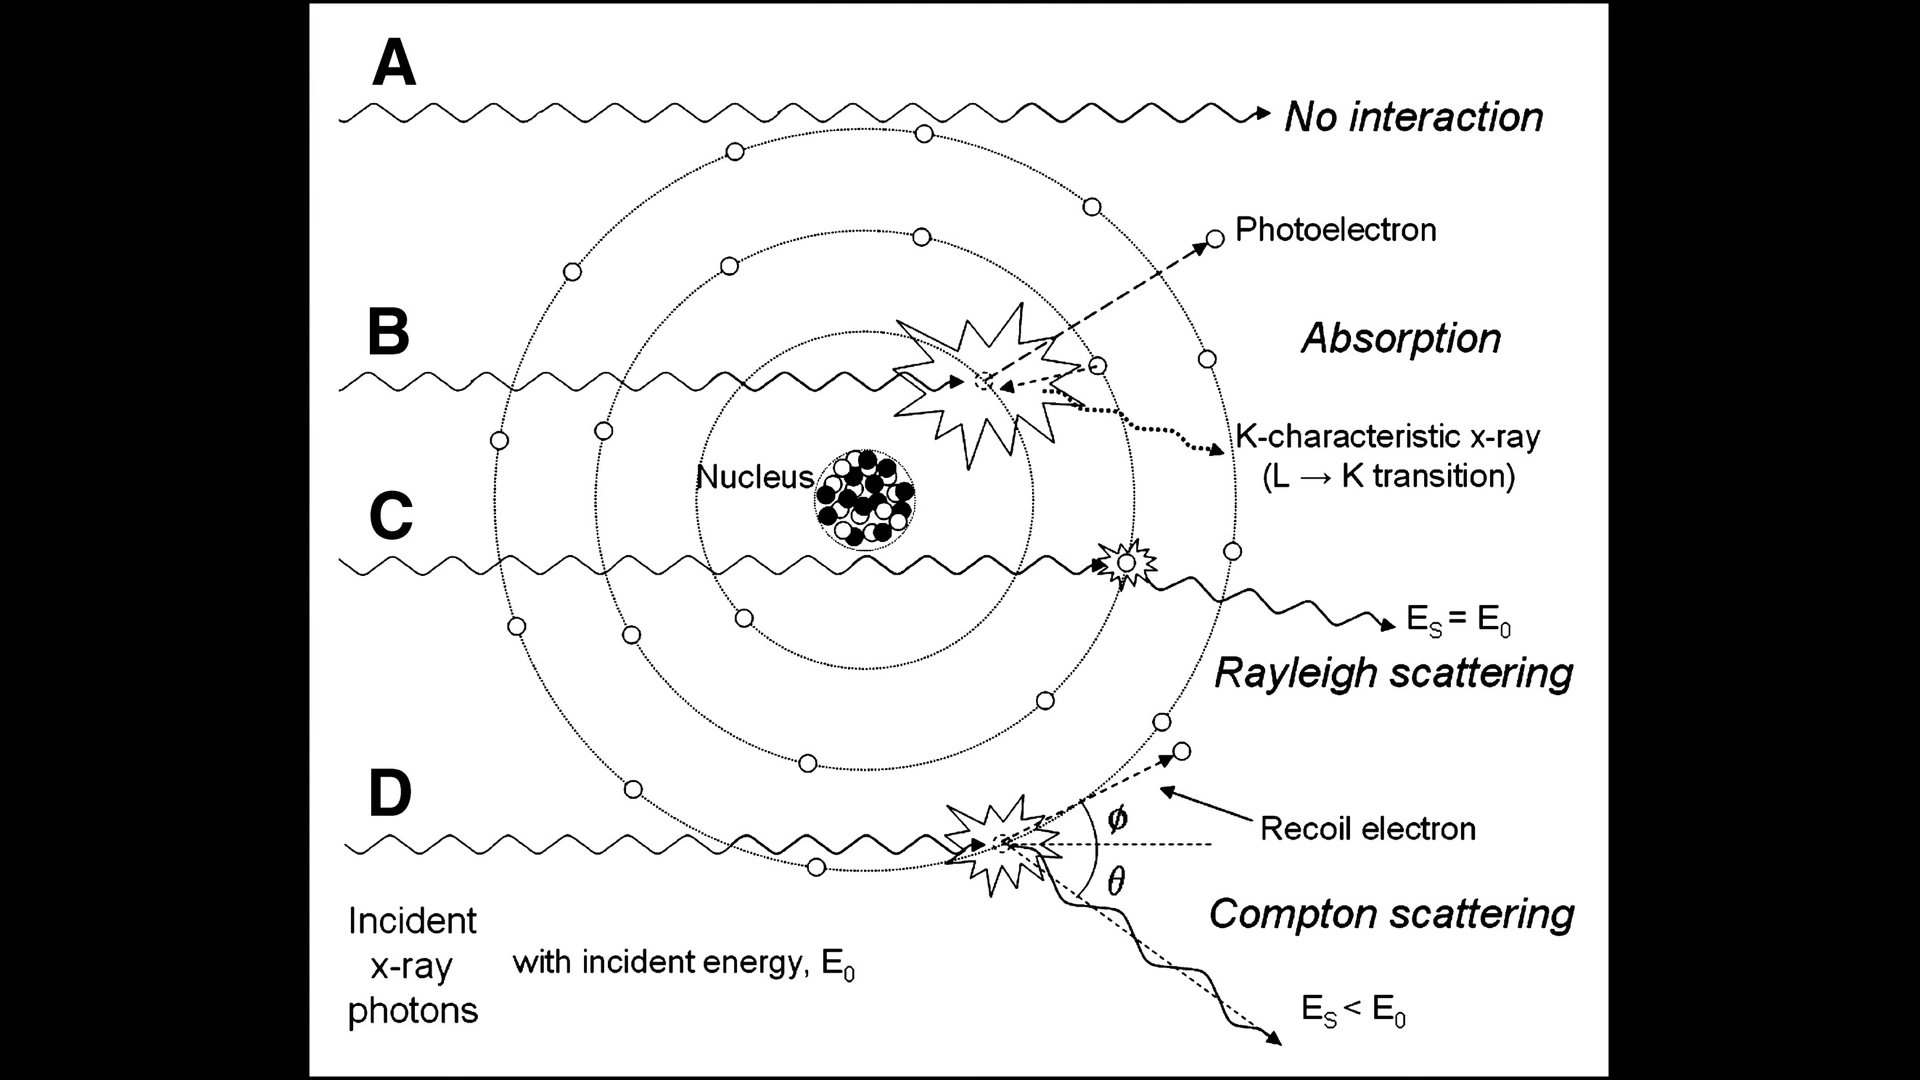 A
No interaction
Photoelectron
B
Absorption
K-characteristic x-ray
(L → K transition)
Nucleus
C
E_S = E_0
Rayleigh scattering
D
ϕ
Recoil electron
θ
Compton scattering
Incident
x-ray
photons
with incident energy, E_0
E_S < E_0